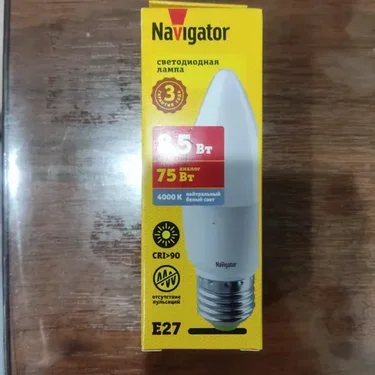 Navigator
светодиодная
лампа
3
8.5 Вт
аналог
75 Вт
4000 К
нейтральный
белый свет
Navigator
CRI>90
отсутствие
пульсаций
E27